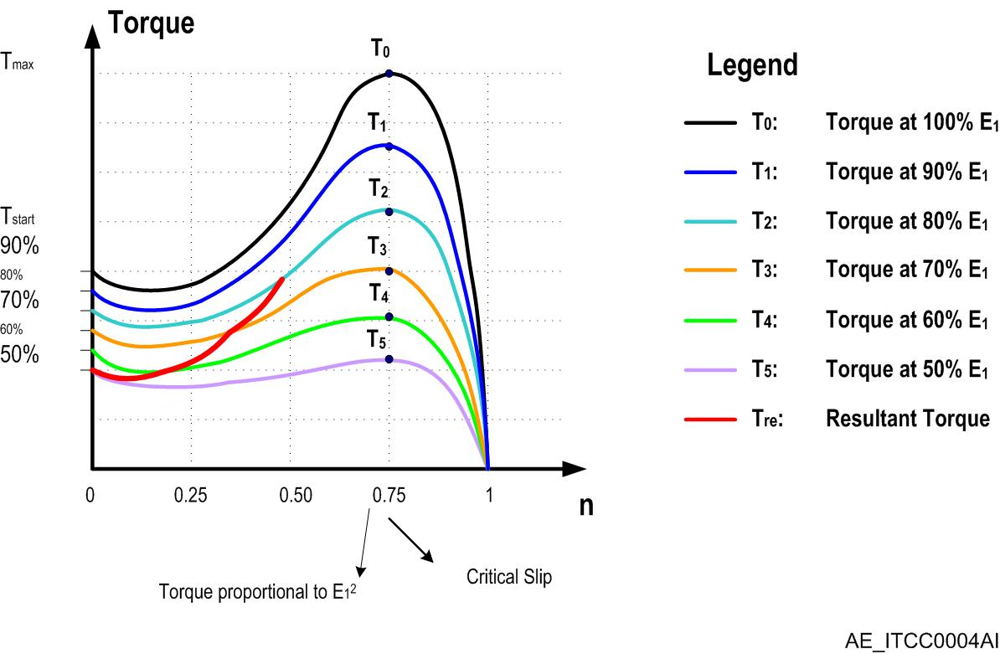 Torque
Tmax
T0
T1
T2
Tstart
90%
T3
80%
70%
T4
60%
T5
50%
0 0.25 0.50 0.75 1
n
Torque proportional to E1²
Critical Slip
Legend
T0: Torque at 100% E1
T1: Torque at 90% E1
T2: Torque at 80% E1
T3: Torque at 70% E1
T4: Torque at 60% E1
T5: Torque at 50% E1
Tre: Resultant Torque
AE_ITCC0004AI